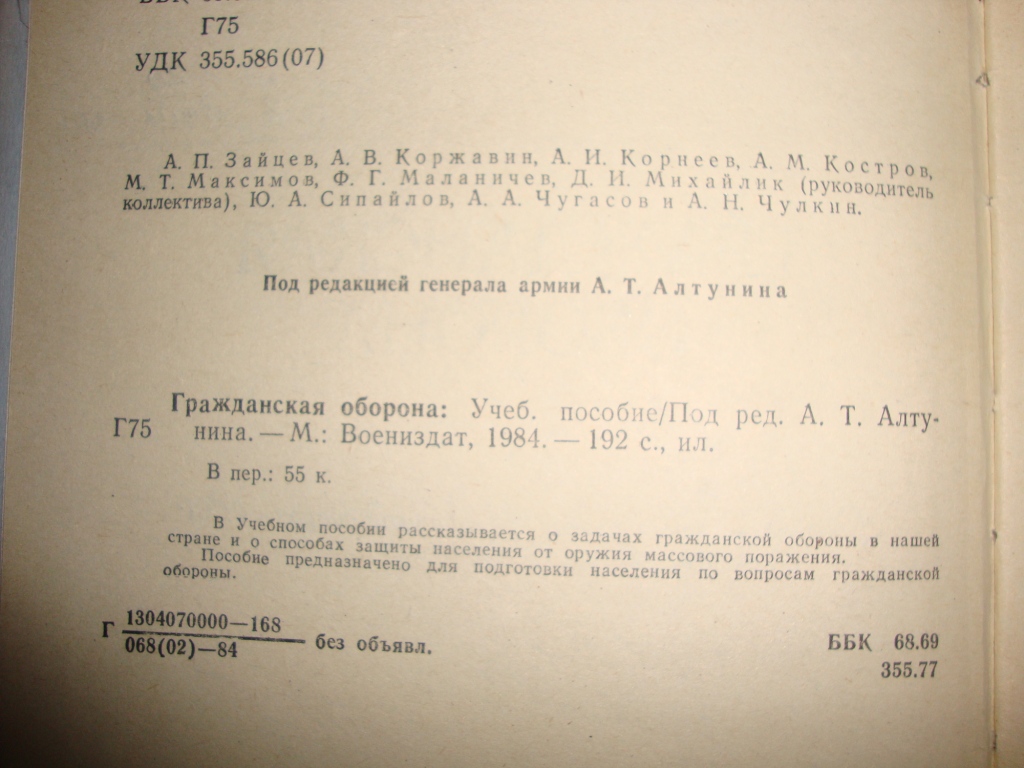 ББК
Г75
УДК 355.586(07)
А. П. Зайцев, А. В. Коржавин, А. И. Корнеев, А. М. Костров,
М. Т. Максимов, Ф. Г. Маланичев, Д. И. Михайлик (руководитель
коллектива), Ю. А. Сипайлов, А. А. Чугасов и А. Н. Чулкин.
Под редакцией генерала армии А. Т. Алтунина
Гражданская оборона: Учеб. пособие/Под ред. А. Т. Алту-
Г75 нина. — М.: Воениздат, 1984. — 192 с., ил.
В пер.: 55 к.
В Учебном пособии рассказывается о задачах гражданской обороны в нашей
стране и о способах защиты населения от оружия массового поражения.
Пособие предназначено для подготовки населения по вопросам гражданской
обороны.
1304070000—168
Г без объявл.
068(02)—84
ББК 68.69
355.77